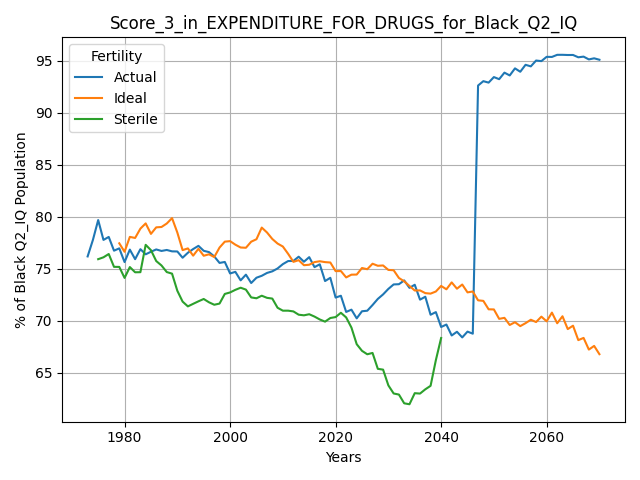 Score_3_in_EXPENDITURE_FOR_DRUGS_for_Black_Q2_IQ
Fertility
Actual
Ideal
Sterile
% of Black Q2_IQ Population
95
90
85
80
75
70
65
1980
2000
2020
2040
2060
Years